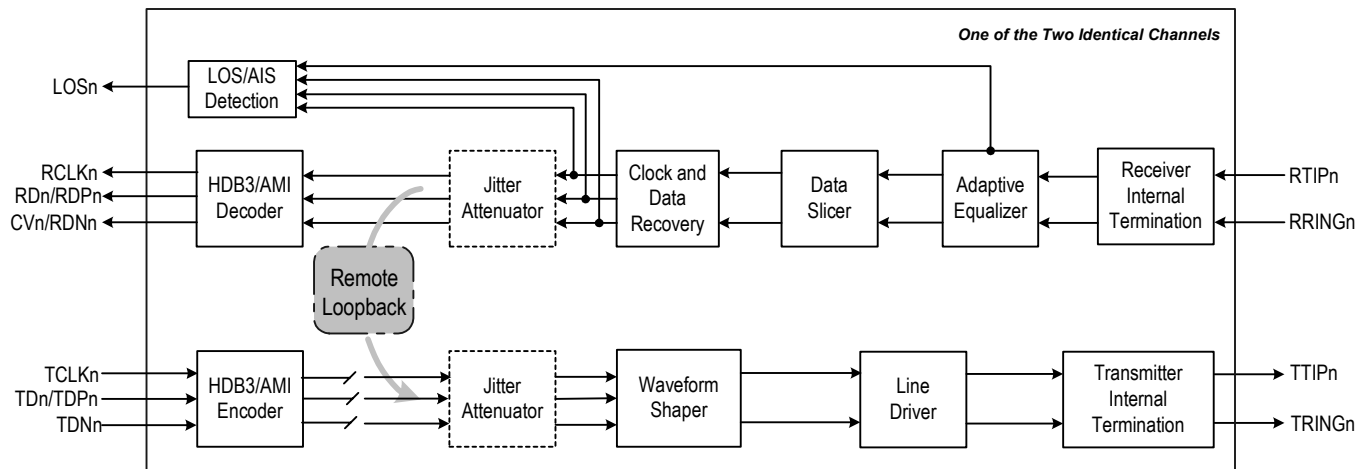 One of the Two Identical Channels
LOSn
LOS/AIS
Detection
RCLKn
RDn/RDPn
CVn/RDNn
HDB3/AMI
Decoder
Jitter
Attenuator
Clock and
Data
Recovery
Data
Slicer
Adaptive
Equalizer
Receiver
Internal
Termination
RTIPn
RRINGn
Remote
Loopback
TCLKn
TDn/TDPn
TDNn
HDB3/AMI
Encoder
Jitter
Attenuator
Waveform
Shaper
Line
Driver
Transmitter
Internal
Termination
TTIPn
TRINGn